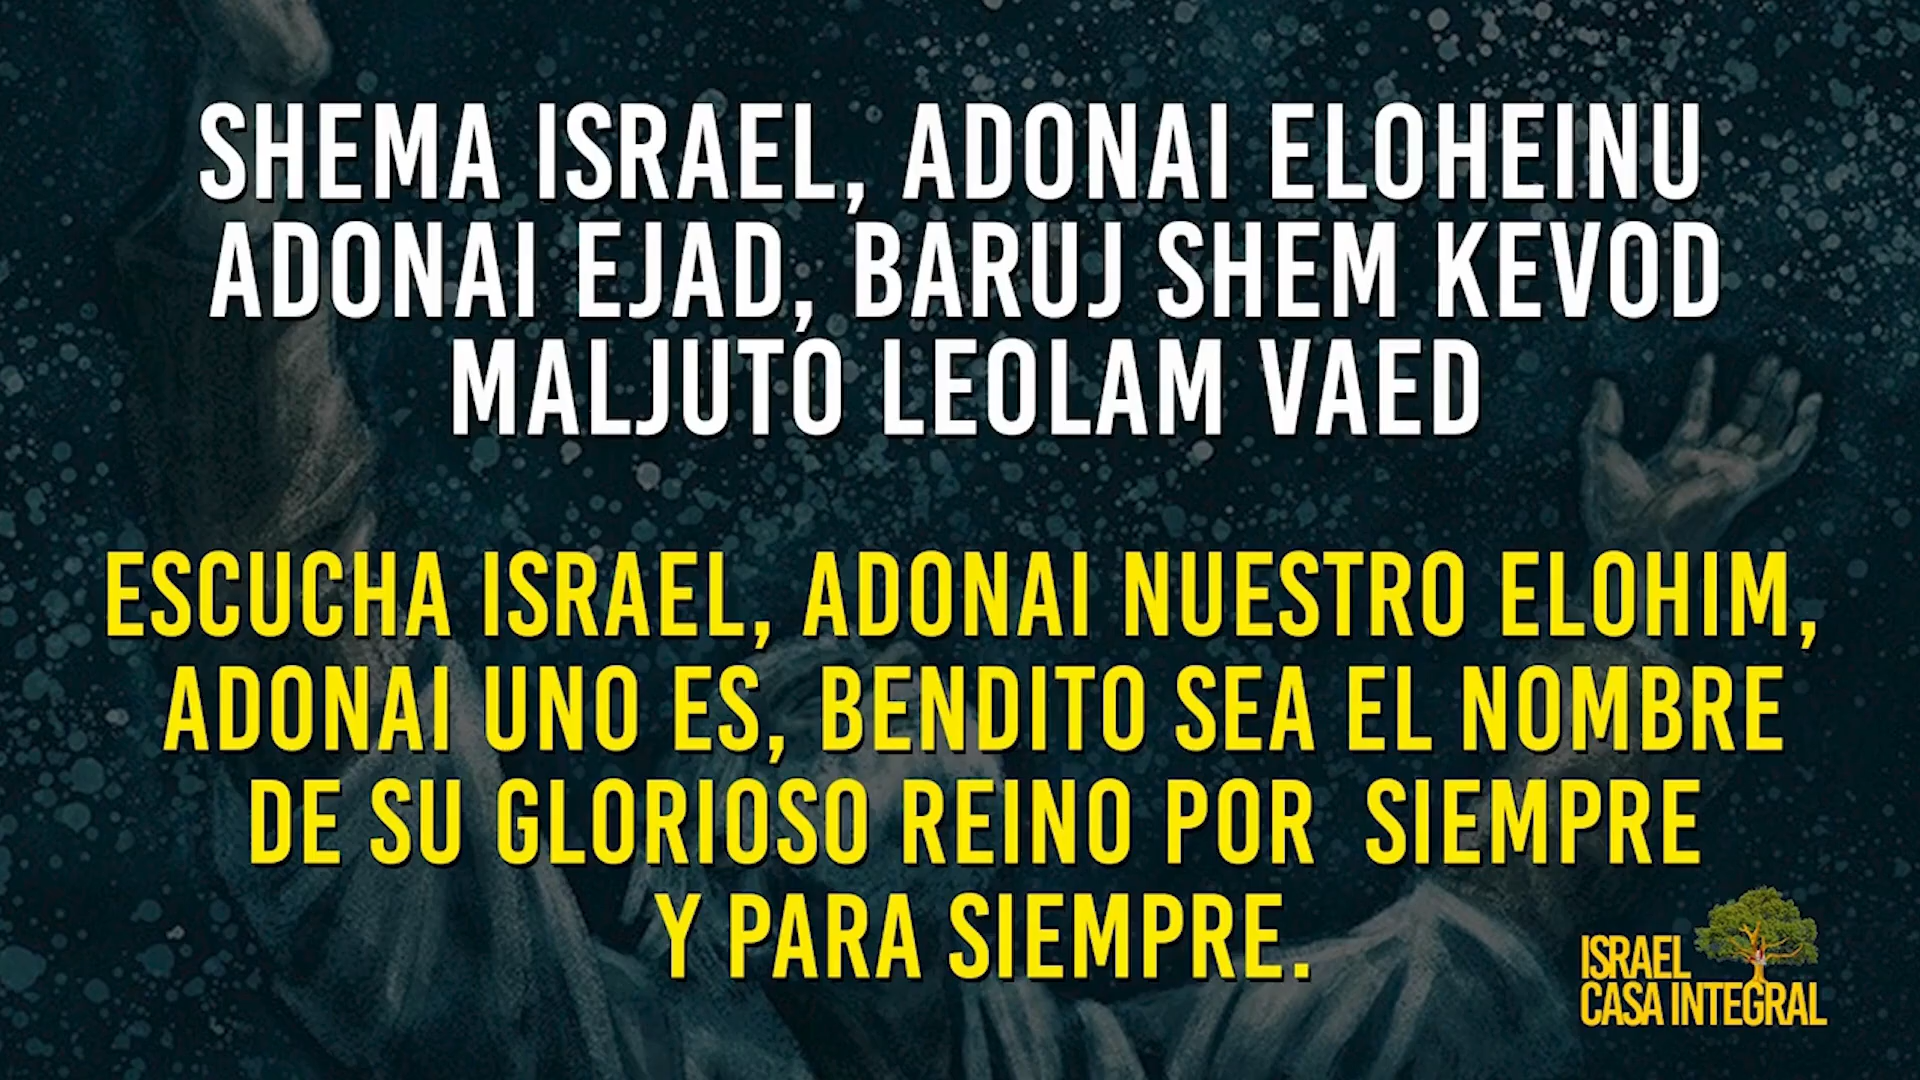 SHEMA ISRAEL, ADONAI ELOHEINU
ADONAI EJAD, BARUJ SHEM KEVOD
MALJUTO LEOLAM VAED
ESCUCHA ISRAEL, ADONAI NUESTRO ELOHIM,
ADONAI UNO ES, BENDITO SEA EL NOMBRE
DE SU GLORIOSO REINO POR SIEMPRE
Y PARA SIEMPRE.
ISRAEL
CASA INTEGRAL